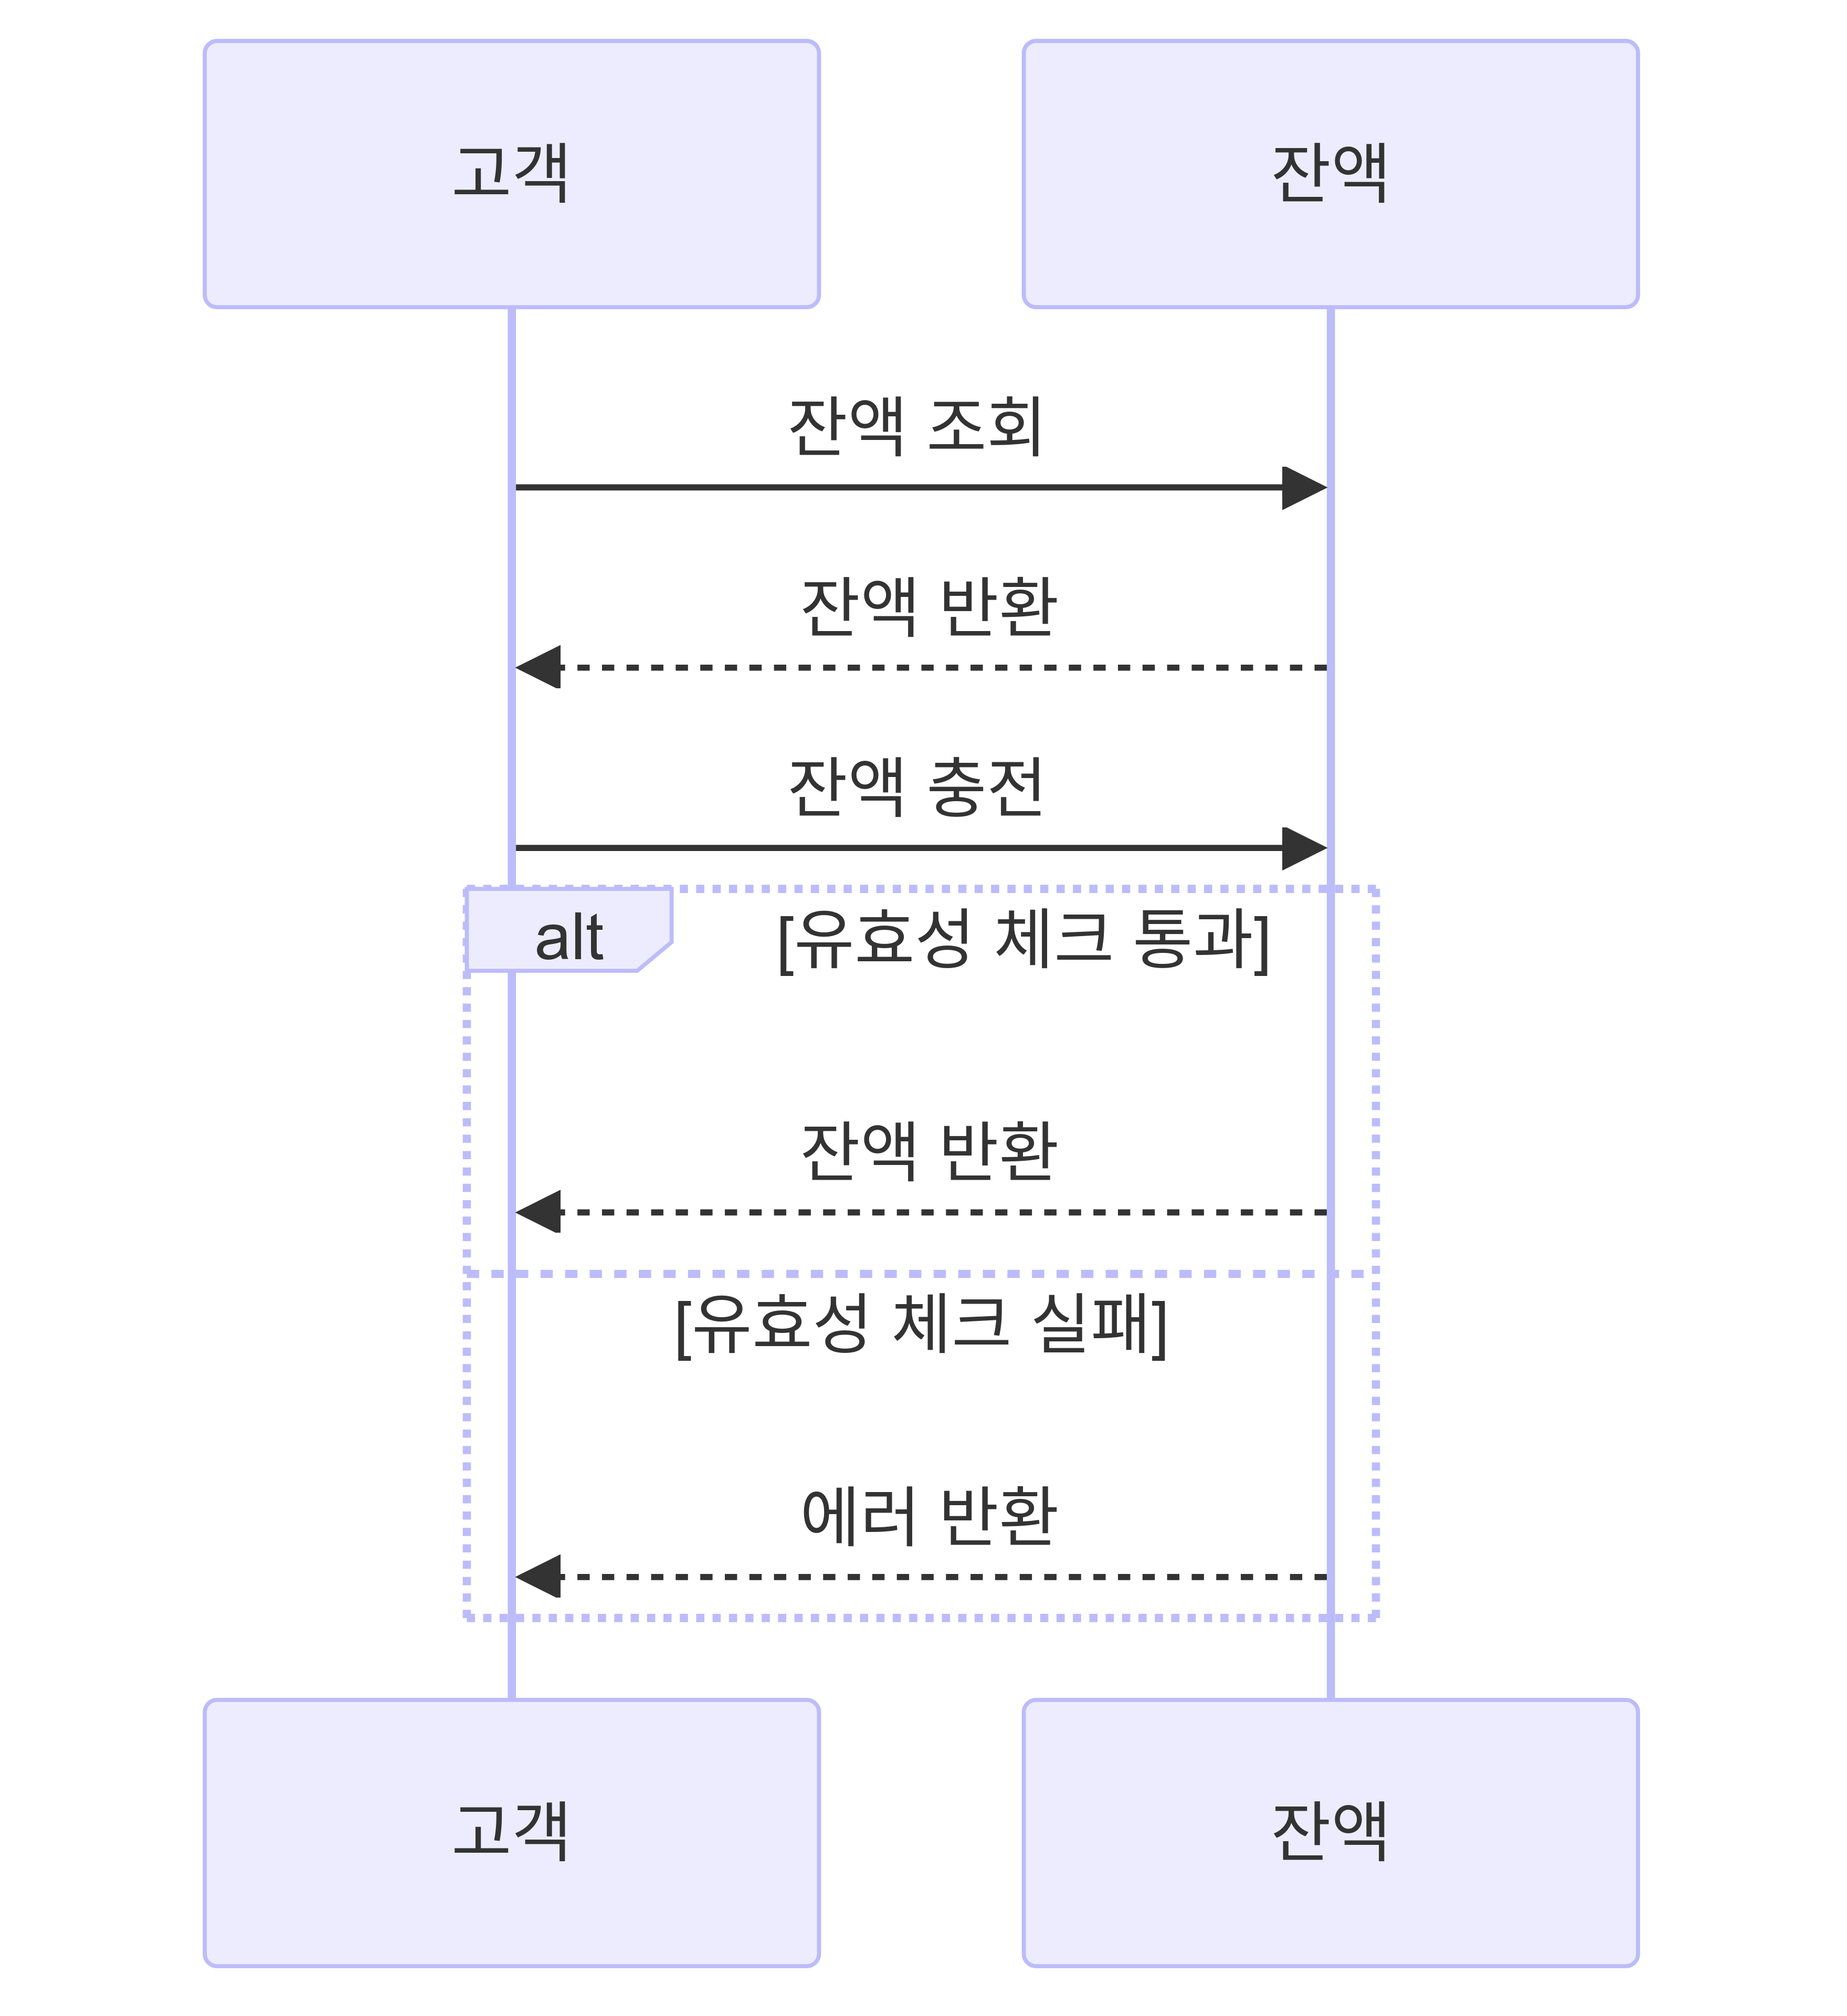 고객
잔액
잔액 조회
잔액 반환
잔액 충전
alt
[유효성 체크 통과]
잔액 반환
[유효성 체크 실패]
에러 반환
고객
잔액